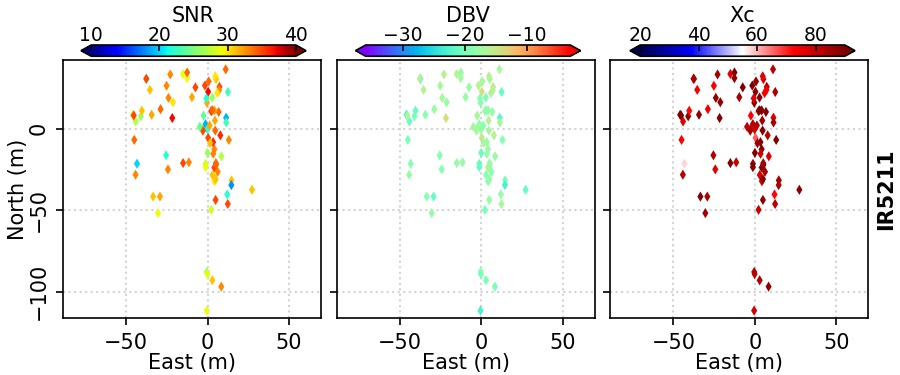 SNR DBV Xc
10 20 30 40 −30 −20 −10 20 40 60 80
North (m)
0
−50
−100
IR5211
−50 0 50 −50 0 50 −50 0 50
East (m) East (m) East (m)